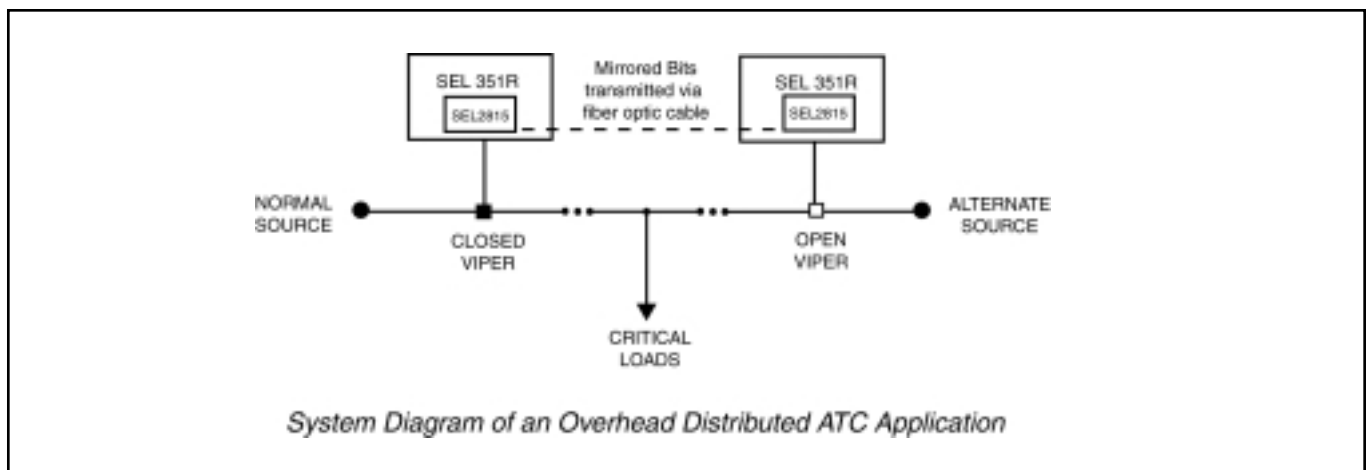 SEL 351R
SEL2815
Mirrored Bits
transmitted via
fiber optic cable
SEL 351R
SEL2815
NORMAL
SOURCE
CLOSED
VIPER
OPEN
VIPER
ALTERNATE
SOURCE
CRITICAL
LOADS
System Diagram of an Overhead Distributed ATC Application